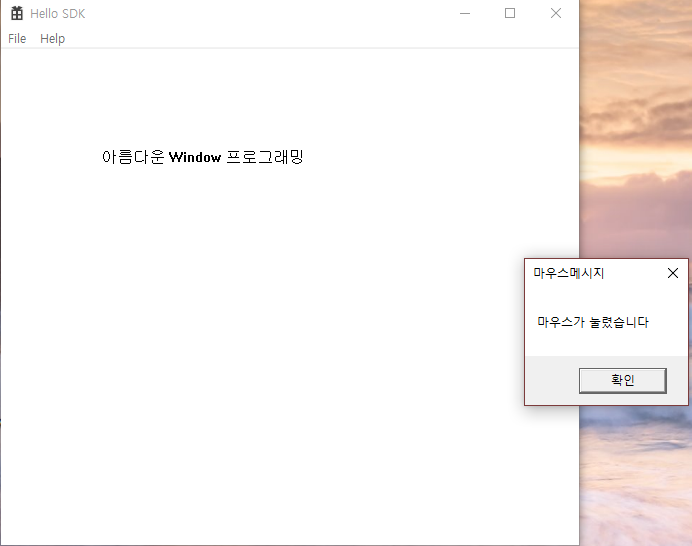 Hello SDK
File Help
아름다운 Window 프로그래밍
마우스메시지
마우스가 눌렸습니다
확인